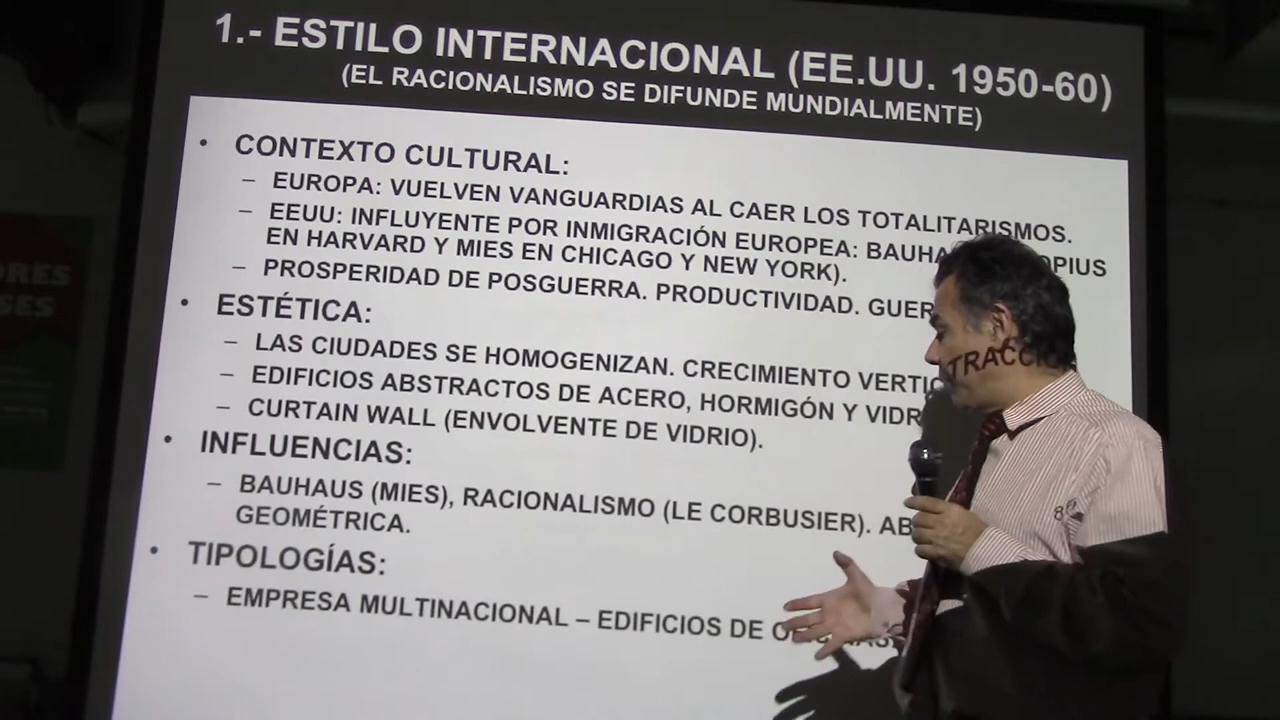 1.- ESTILO INTERNACIONAL (EE.UU. 1950-60)
(EL RACIONALISMO SE DIFUNDE MUNDIALMENTE)
• CONTEXTO CULTURAL:
– EUROPA: VUELVEN VANGUARDIAS AL CAER LOS TOTALITARISMOS.
– EEUU: INFLUYENTE POR INMIGRACIÓN EUROPEA:
EN HARVARD Y MIES EN CHICAGO Y NEW YORK).
– PROSPERIDAD DE POSGUERRA. PRODUCTIVIDAD.
• ESTÉTICA:
– LAS CIUDADES SE HOMOGENIZAN. CRECIMIENTO
– EDIFICIOS ABSTRACTOS DE ACERO, HORMIGÓN Y
– CURTAIN WALL (ENVOLVENTE DE VIDRIO).
• INFLUENCIAS:
– BAUHAUS (MIES), RACIONALISMO (LE CORBUSIER).
GEOMÉTRICA.
• TIPOLOGÍAS:
– EMPRESA MULTINACIONAL – EDIFICIOS DE